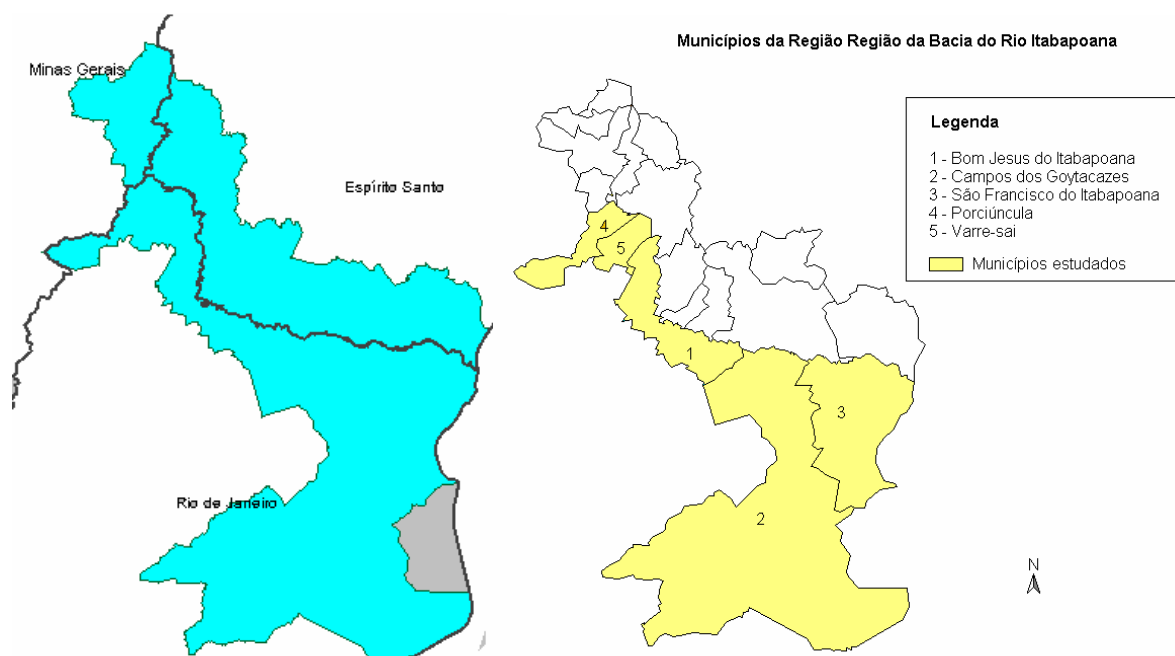 Minas Gerais
Espírito Santo
Rio de Janeiro
Municípios da Região Região da Bacia do Rio Itabapoana
Legenda
1 - Bom Jesus do Itabapoana
2 - Campos dos Goytacazes
3 - São Francisco do Itabapoana
4 - Porciúncula
5 - Varre-sai
Municípios estudados
4
5
1
3
2
N